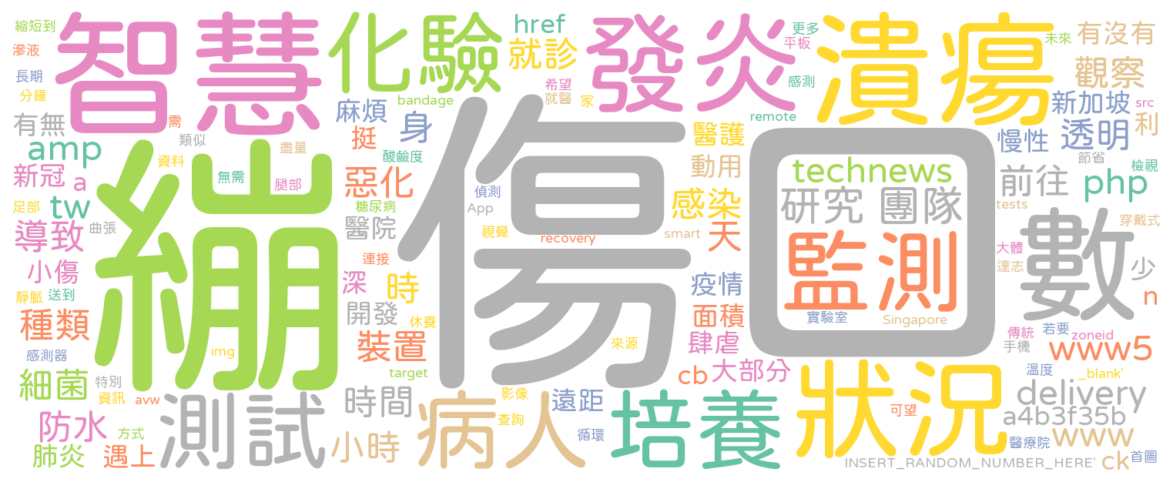 縮短到
智慧
化驗
href
就診
發炎
更多
平板
潰瘍
未來
有沒有
滲液
長期
分鐘
麻煩
bandage
希望
就醫
家
感測
remote
觀察
新加坡
src
有無
需
類似
盡量
挺
身
傷口
醫護
慢性
透明
利
amp
資料
無需
腿部
酸鹼度
動用
technews
節省
檢視
新冠
a
繃
惡化
偵測
感染
研究
團隊
前往
php
足部
tw
曲張
糖尿病
App
視覺
recovery
smart
天
監測
tests
穿戴式
導致
醫院
連接
數
大體
遠志
少
小傷
深
時
疫情
n
靜脈
送到
開發
休養
面積
實驗室
Singapore
種類
裝置
來源
肆虐
傳統
若要
zoneid
手機
www5
感測器
img
target
cb
大部分
狀況
溫度
_blank'
細菌
特別
資訊
avw
測試
時間
病人
影像
查詢
遠距
培養
可望
delivery
a4b3f35b
防水
方式
循環
醫療院
www
肺炎
遇上
小時
INSERT_RANDOM_NUMBER_HERE'
ck
首圖